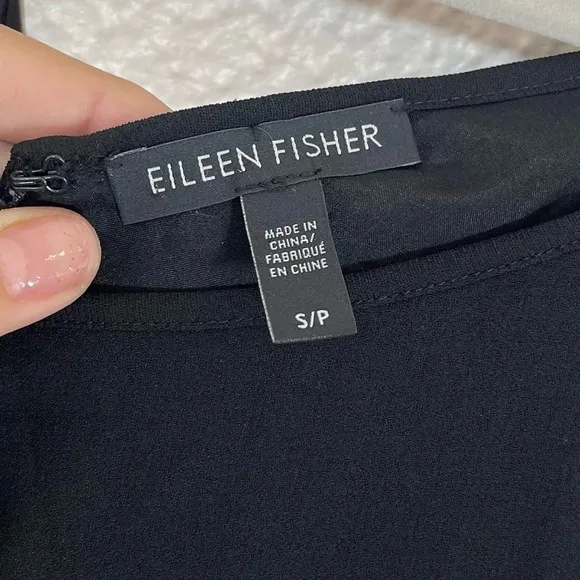 EILEEN FISHER
MADE IN
CHINA/
FABRIQUÉ
EN CHINE
S/P